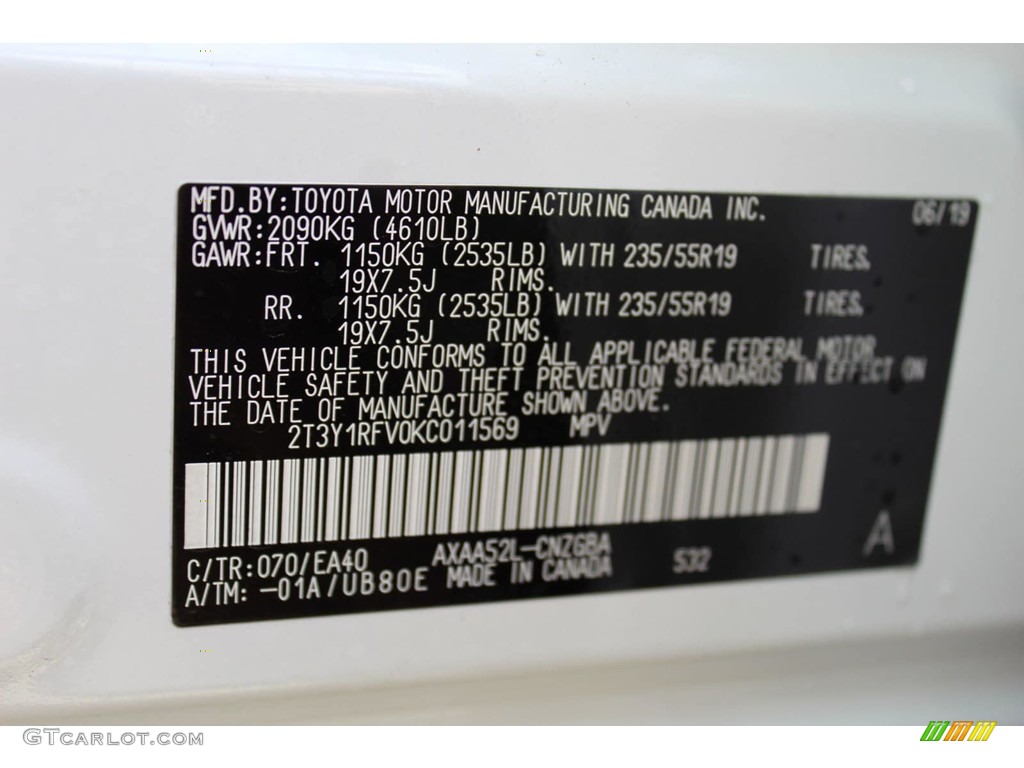 MFD.BY:TOYOTA MOTOR MANUFACTURING CANADA INC. 06/19
GVWR:2090KG (4610LB)
GAWR:FRT. 1150KG (2535LB) WITH 235/55R19 TIRES,
19X7.5J RIMS.
RR. 1150KG (2535LB) WITH 235/55R19 TIRES,
19X7.5J RIMS.
THIS VEHICLE CONFORMS TO ALL APPLICABLE FEDERAL MOTOR
VEHICLE SAFETY AND THEFT PREVENTION STANDARDS IN EFFECT ON
THE DATE OF MANUFACTURE SHOWN ABOVE.
2T3Y1RFV0KC011569 MPV
A
C/TR:070/EA40 AXAA52L-CNZGBA 532
A/TM: -01A/UB80E MADE IN CANADA
GTCarLot.com